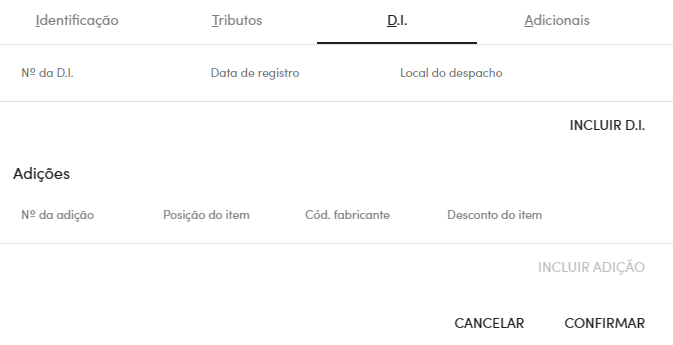 Identificação Tributos D.I. Adicionais
Nº da D.I. Data de registro Local do despacho
INCLUIR D.I.
Adições
Nº da adição Posição do item Cód. fabricante Desconto do item
INCLUIR ADIÇÃO
CANCELAR CONFIRMAR